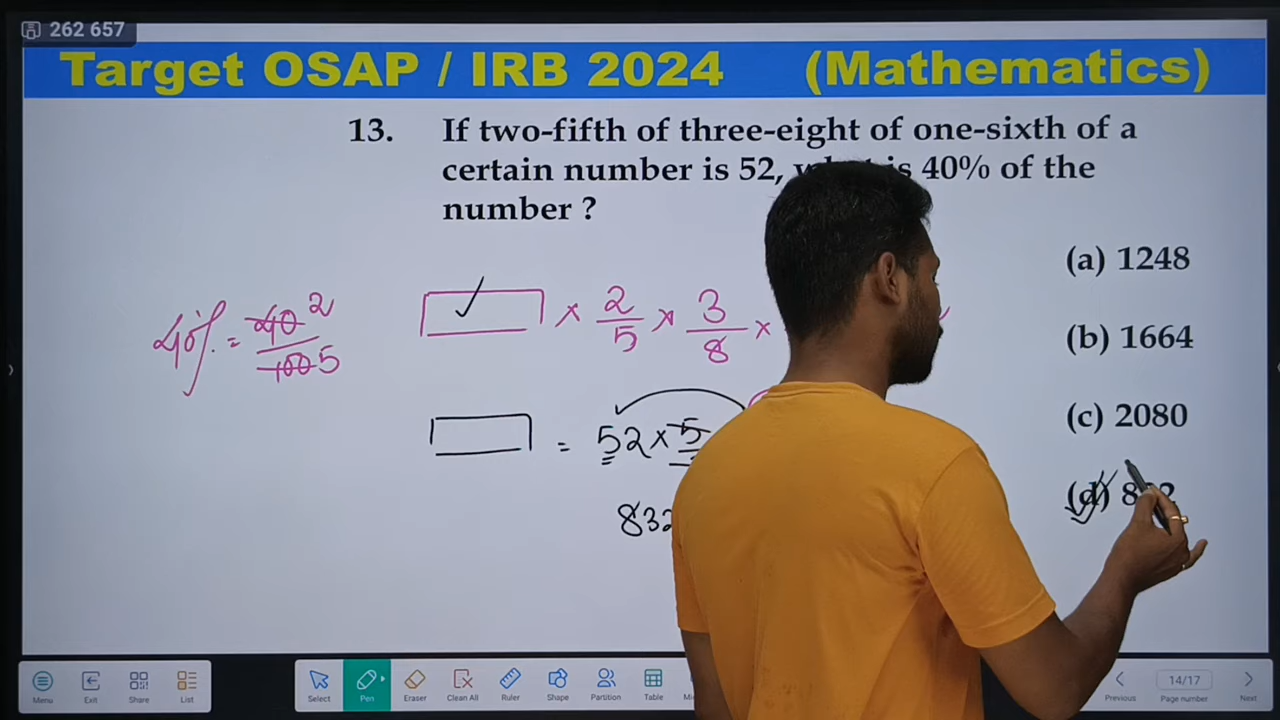 262 657
Target OSAP / IRB 2024 (Mathematics)
13. If two-fifth of three-eight of one-sixth of a
certain number is 52, is 40% of the
number ?
(a) 1248
(b) 1664
(c) 2080
(d)
40% = 40 2
100 5
× 2/5 × 3/8 ×
= 52 × 5
832
Menu
Exit
Share
List
Select
Pen
Eraser
Clean All
Ruler
Shape
Partition
Table
Previous
14/17
Page number
Next